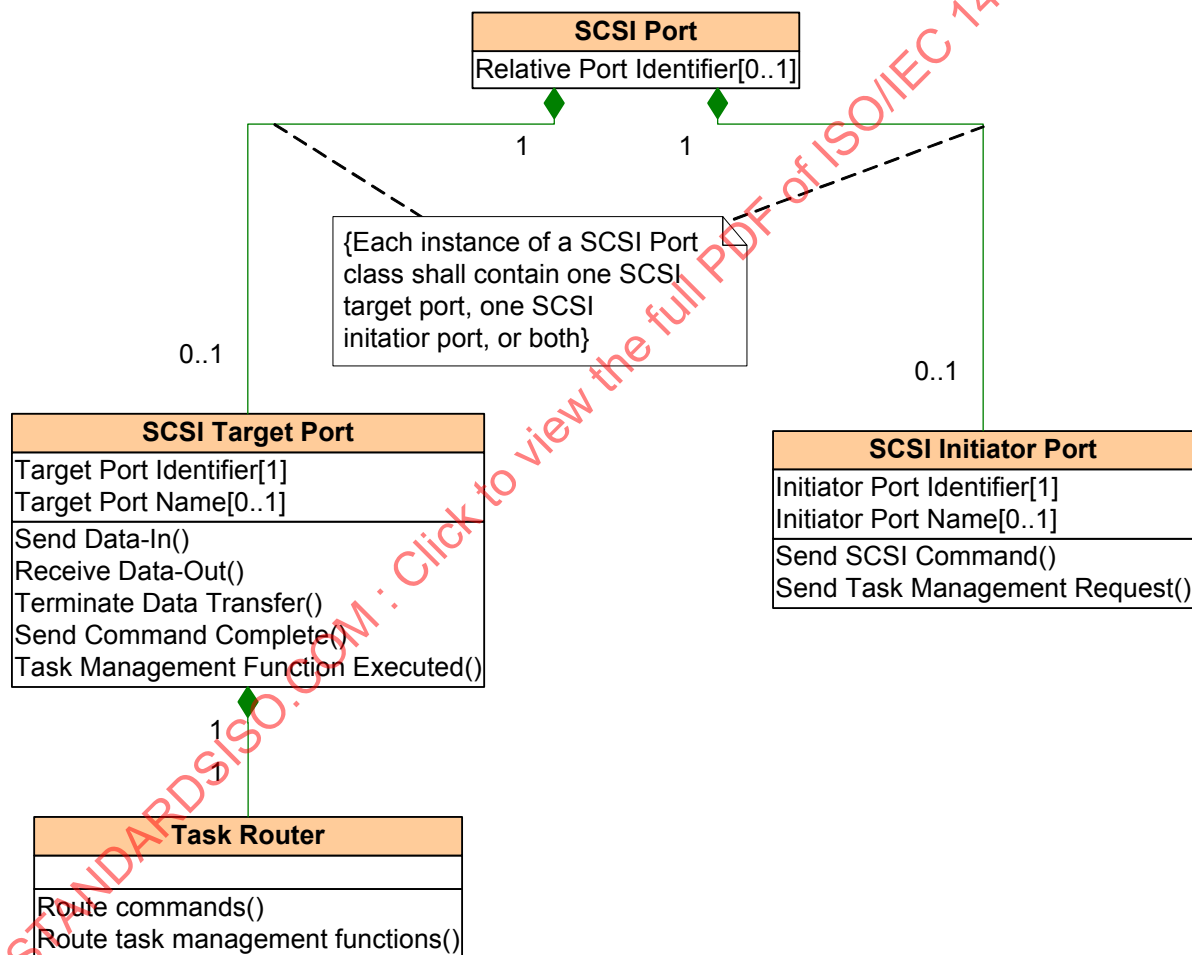 SCSI Port
Relative Port Identifier[0..1]
1
1
{Each instance of a SCSI Port
class shall contain one SCSI
target port, one SCSI
initatior port, or both}
0..1
0..1
SCSI Target Port
Target Port Identifier[1]
Target Port Name[0..1]
Send Data-In()
Receive Data-Out()
Terminate Data Transfer()
Send Command Complete()
Task Management Function Executed()
SCSI Initiator Port
Initiator Port Identifier[1]
Initiator Port Name[0..1]
Send SCSI Command()
Send Task Management Request()
1
1
Task Router
Route commands()
Route task management functions()
STANDARDSISO.COM : Click to view the full PDF of ISO/IEC 14